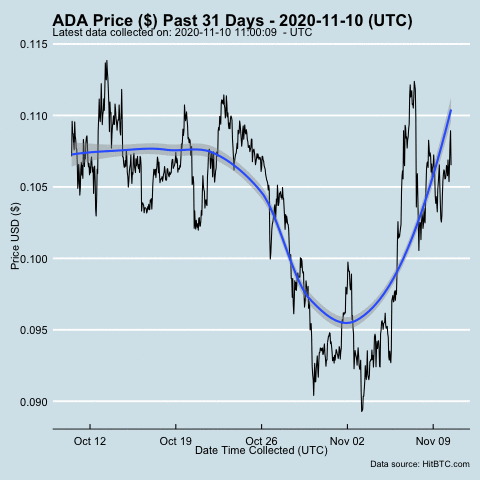 ADA Price ($) Past 31 Days - 2020-11-10 (UTC)
Latest data collected on: 2020-11-10 11:00:09 - UTC
0.115
0.110
0.105
0.100
0.095
0.090
Price USD ($)
Oct 12
Oct 19
Oct 26
Nov 02
Nov 09
Date Time Collected (UTC)
Data source: HitBTC.com